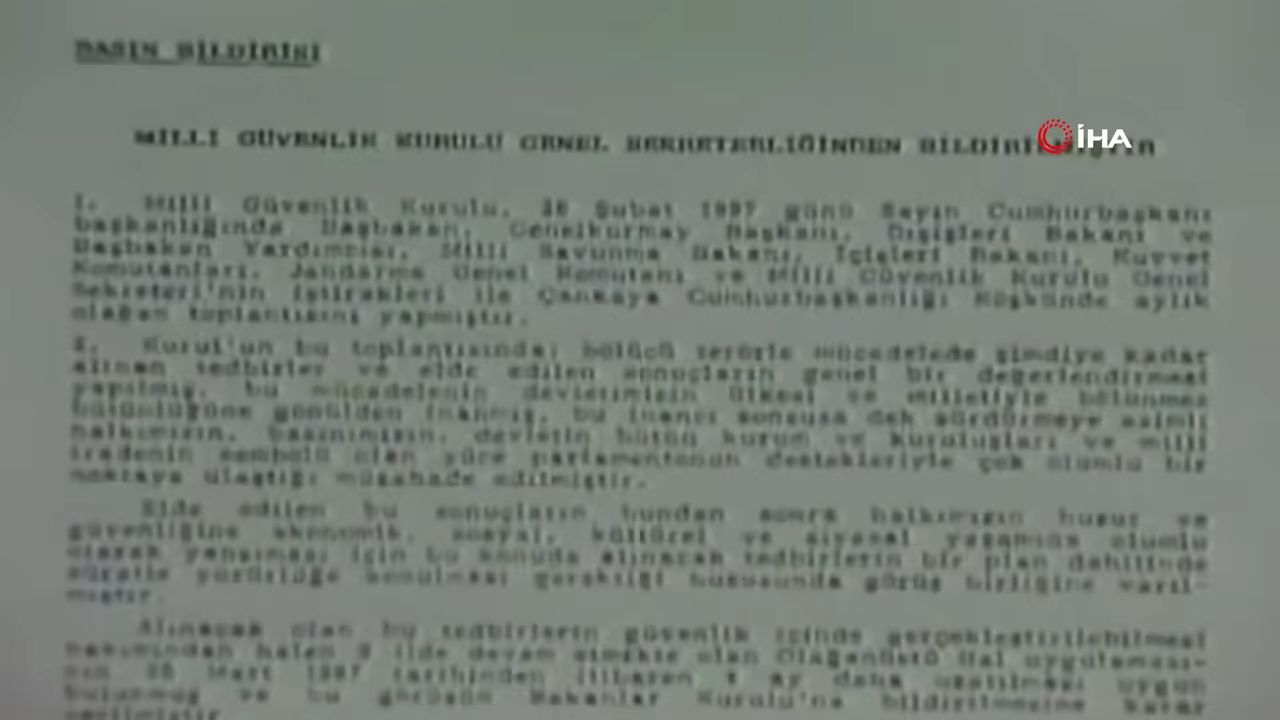 BASIN BİLDİRİSİ
MİLLİ GÜVENLİK KURULU GENEL SEKRETERLİĞİNDEN
İHA
1. Milli Güvenlik Kurulu, 28 Şubat 1997 günü Sayın Cumhurbaşkanı
başkanlığında Başbakan, Genelkurmay Başkanı, Dışişleri Bakanı ve
Başbakan Yardımcısı, Milli Savunma Bakanı, İçişleri Bakanı, Kuvvet
Komutanları, Jandarma Genel Komutanı ve Milli Güvenlik Kurulu Genel
Sekreteri'nin iştirakleri ile Çankaya Cumhurbaşkanlığı Köşkünde aylık
olağan toplantısını yapmıştır.
2. Kurul'un bu toplantısında; bölücü terörle mücadelede şimdiye kadar
alınan tedbirler ve elde edilen sonuçların genel bir değerlendirmesi
yapılmış, bu mücadelenin devletimizin ülkesi ve milletiyle bölünmez
bütünlüğüne gönülden inanmış, bu inancı sonsuza dek sürdürmeye azimli
halkımızın, basınımızın, devletin bütün kurum ve kuruluşları ve milli
iradenin sembolü olan yüce parlamentonun destekleriyle çok olumlu bir
noktaya ulaştığı müşahade edilmiştir.
Elde edilen bu sonuçların bundan sonra halkımızın huzur ve
güvenliğine ekonomik, sosyal, kültürel ve siyasal yaşamına olumlu
olarak yansıması için bu konuda alınacak tedbirlerin bir plan dahilinde
süratle yürürlüğe konulması gerektiği hususunda görüş birliğine varıl-
mıştır.
Alınacak olan bu tedbirlerin güvenlik içinde gerçekleştirilebilmesi
bakımından halen 9 ilde devam etmekte olan Olağanüstü Hal uygulaması-
nın 30 Mart 1997 tarihinden itibaren 4 ay daha uzatılması uygun
bulunmuş ve bu görüşün Bakanlar Kurulu'na bildirilmesine karar
verilmiştir.